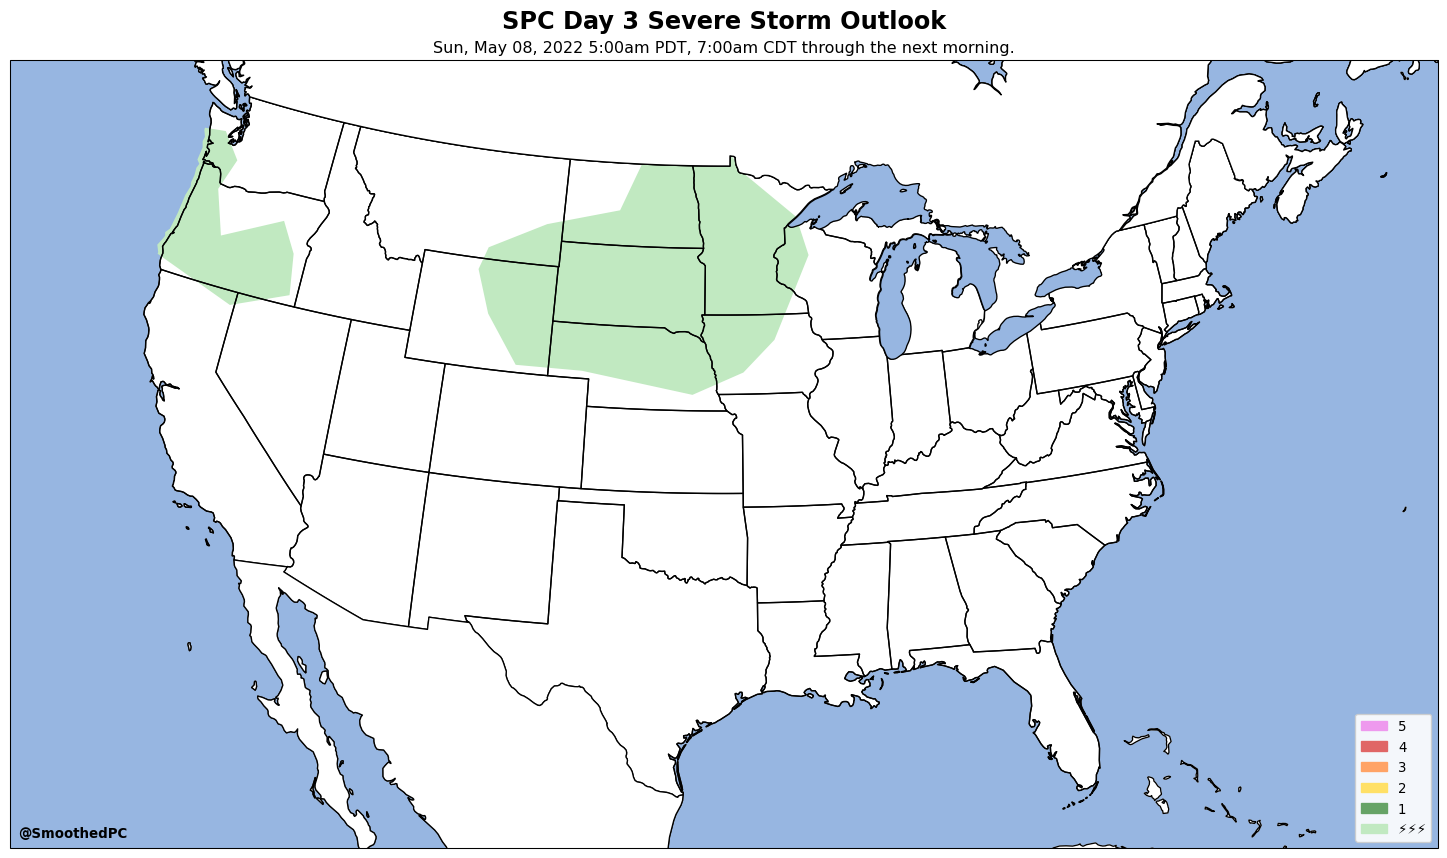 SPC Day 3 Severe Storm Outlook
Sun, May 08, 2022 5:00am PDT, 7:00am CDT through the next morning.
5
4
3
2
1
⚡⚡⚡
@SmoothedPC